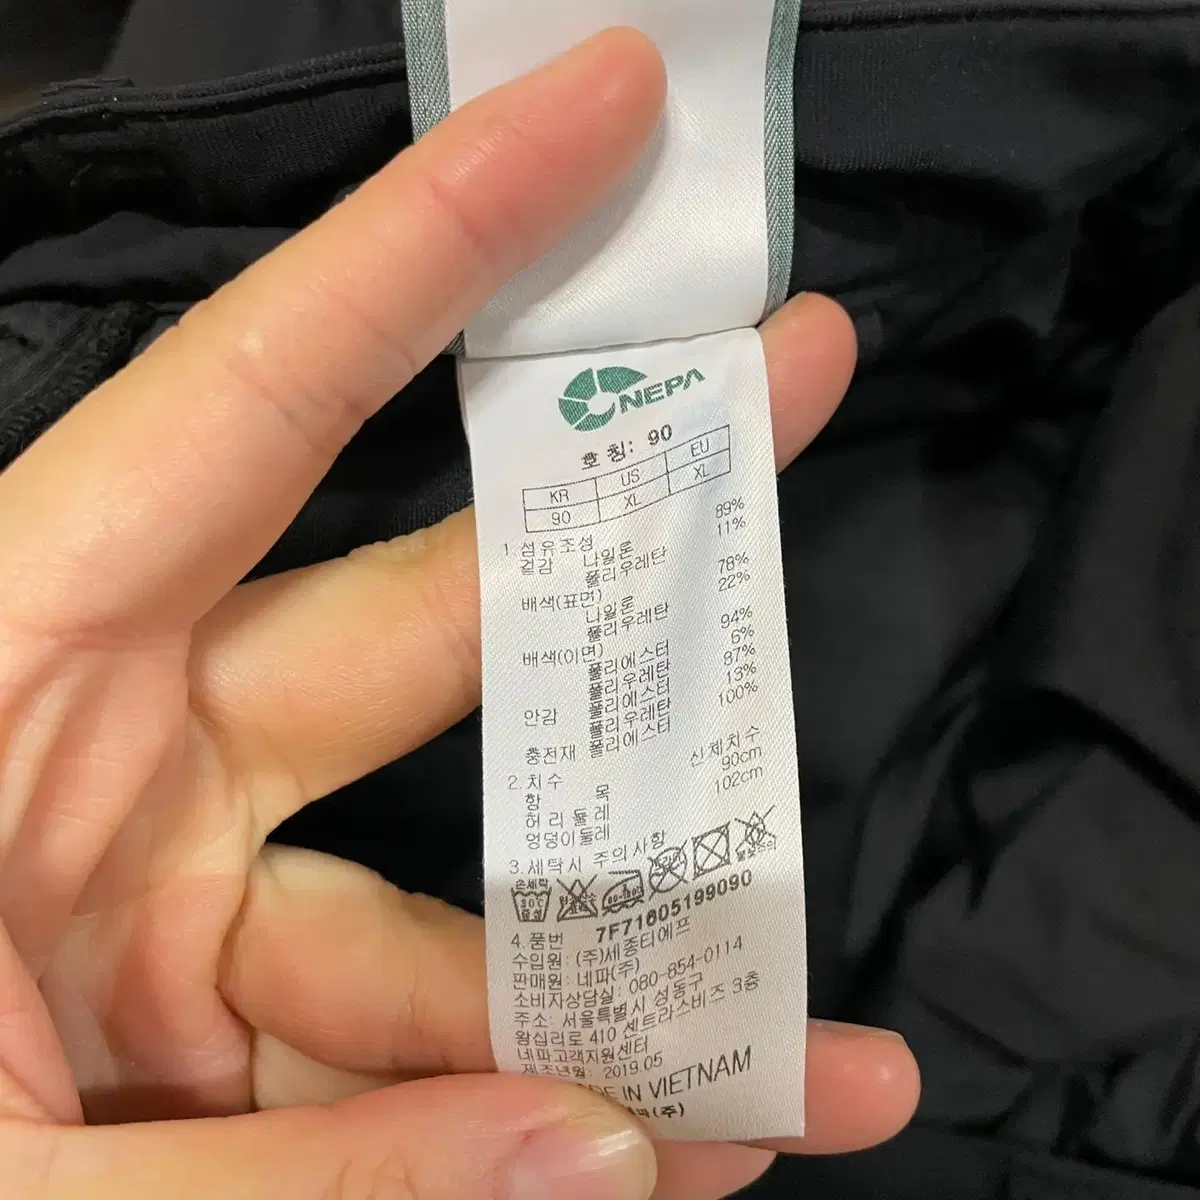 NEPA
호 칭: 90
KR US EU
90 XL XL
1.섬유조성
겉감 나일론 89%
폴리우레탄 11%
배색(표면)
나일론 78%
폴리우레탄 22%
배색(이면)
폴리에스터 94%
폴리우레탄 6%
안감 폴리에스터 87%
폴리우레탄 13%
충전재 폴리에스터 100%
2.치수
항 목 신체치수
허 리 둘 레 90cm
엉덩이둘레 102cm
3.세탁시 주의사항
손세탁
30℃
중성
4.품번 7F71605199090
수입원: (주)세종티에프
판매원: 네파(주)
소비자상담실: 080-854-0114
주소: 서울특별시 성동구
왕십리로 410 센트라스비즈 3층
네파고객지원센터
제조년월: 2019.05
IN VIETNAM
(주)